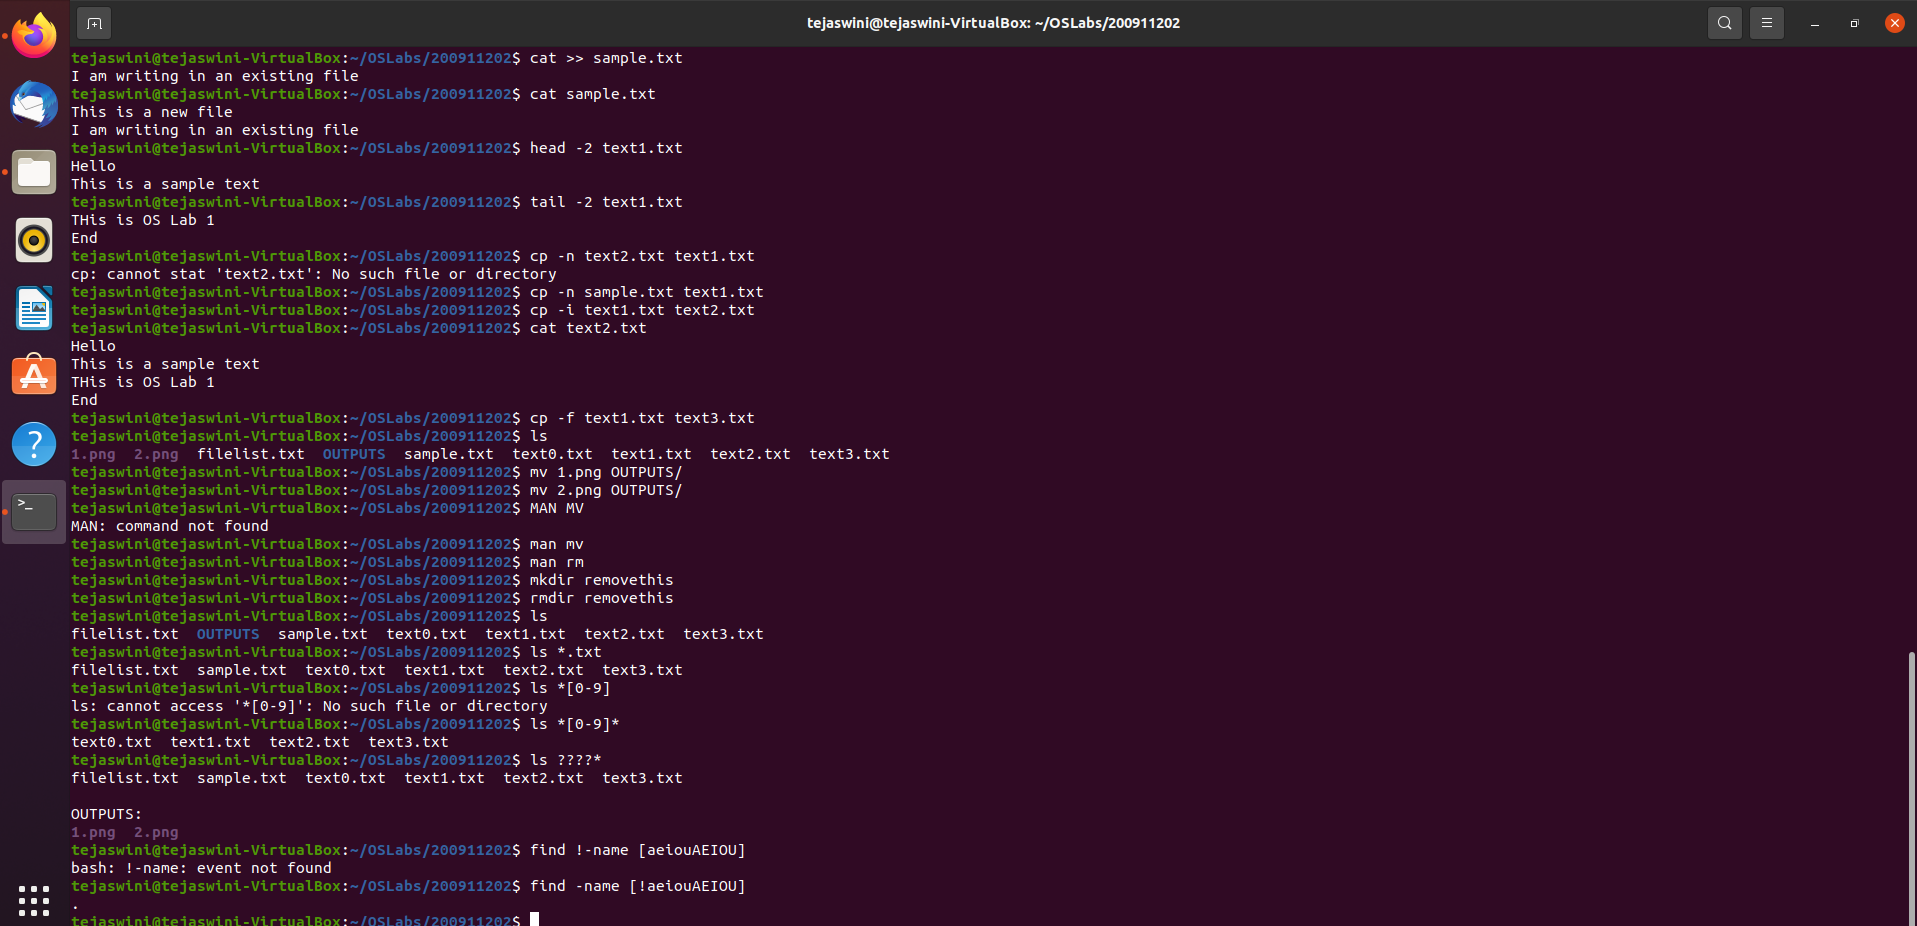 tejaswini@tejaswini-VirtualBox: ~/OSLabs/200911202
tejaswini@tejaswini-VirtualBox:~/OSLabs/200911202$ cat >> sample.txt
I am writing in an existing file
tejaswini@tejaswini-VirtualBox:~/OSLabs/200911202$ cat sample.txt
This is a new file
I am writing in an existing file
tejaswini@tejaswini-VirtualBox:~/OSLabs/200911202$ head -2 text1.txt
Hello
This is a sample text
tejaswini@tejaswini-VirtualBox:~/OSLabs/200911202$ tail -2 text1.txt
THis is OS Lab 1
End
tejaswini@tejaswini-VirtualBox:~/OSLabs/200911202$ cp -n text2.txt text1.txt
cp: cannot stat 'text2.txt': No such file or directory
tejaswini@tejaswini-VirtualBox:~/OSLabs/200911202$ cp -n sample.txt text1.txt
tejaswini@tejaswini-VirtualBox:~/OSLabs/200911202$ cp -i text1.txt text2.txt
tejaswini@tejaswini-VirtualBox:~/OSLabs/200911202$ cat text2.txt
Hello
This is a sample text
THis is OS Lab 1
End
tejaswini@tejaswini-VirtualBox:~/OSLabs/200911202$ cp -f text1.txt text3.txt
tejaswini@tejaswini-VirtualBox:~/OSLabs/200911202$ ls
1.png  2.png  filelist.txt  OUTPUTS  sample.txt  text0.txt  text1.txt  text2.txt  text3.txt
tejaswini@tejaswini-VirtualBox:~/OSLabs/200911202$ mv 1.png OUTPUTS/
tejaswini@tejaswini-VirtualBox:~/OSLabs/200911202$ mv 2.png OUTPUTS/
tejaswini@tejaswini-VirtualBox:~/OSLabs/200911202$ MAN MV
MAN: command not found
tejaswini@tejaswini-VirtualBox:~/OSLabs/200911202$ man mv
tejaswini@tejaswini-VirtualBox:~/OSLabs/200911202$ man rm
tejaswini@tejaswini-VirtualBox:~/OSLabs/200911202$ mkdir removethis
tejaswini@tejaswini-VirtualBox:~/OSLabs/200911202$ rmdir removethis
tejaswini@tejaswini-VirtualBox:~/OSLabs/200911202$ ls
filelist.txt  OUTPUTS  sample.txt  text0.txt  text1.txt  text2.txt  text3.txt
tejaswini@tejaswini-VirtualBox:~/OSLabs/200911202$ ls *.txt
filelist.txt  sample.txt  text0.txt  text1.txt  text2.txt  text3.txt
tejaswini@tejaswini-VirtualBox:~/OSLabs/200911202$ ls *[0-9]
ls: cannot access '*[0-9]': No such file or directory
tejaswini@tejaswini-VirtualBox:~/OSLabs/200911202$ ls *[0-9]*
text0.txt  text1.txt  text2.txt  text3.txt
tejaswini@tejaswini-VirtualBox:~/OSLabs/200911202$ ls ????*
filelist.txt  sample.txt  text0.txt  text1.txt  text2.txt  text3.txt
OUTPUTS:
1.png  2.png
tejaswini@tejaswini-VirtualBox:~/OSLabs/200911202$ find !-name [aeiouAEIOU]
bash: !-name: event not found
tejaswini@tejaswini-VirtualBox:~/OSLabs/200911202$ find -name [!aeiouAEIOU]
.
tejaswini@tejaswini-VirtualBox:~/OSLabs/200911202$